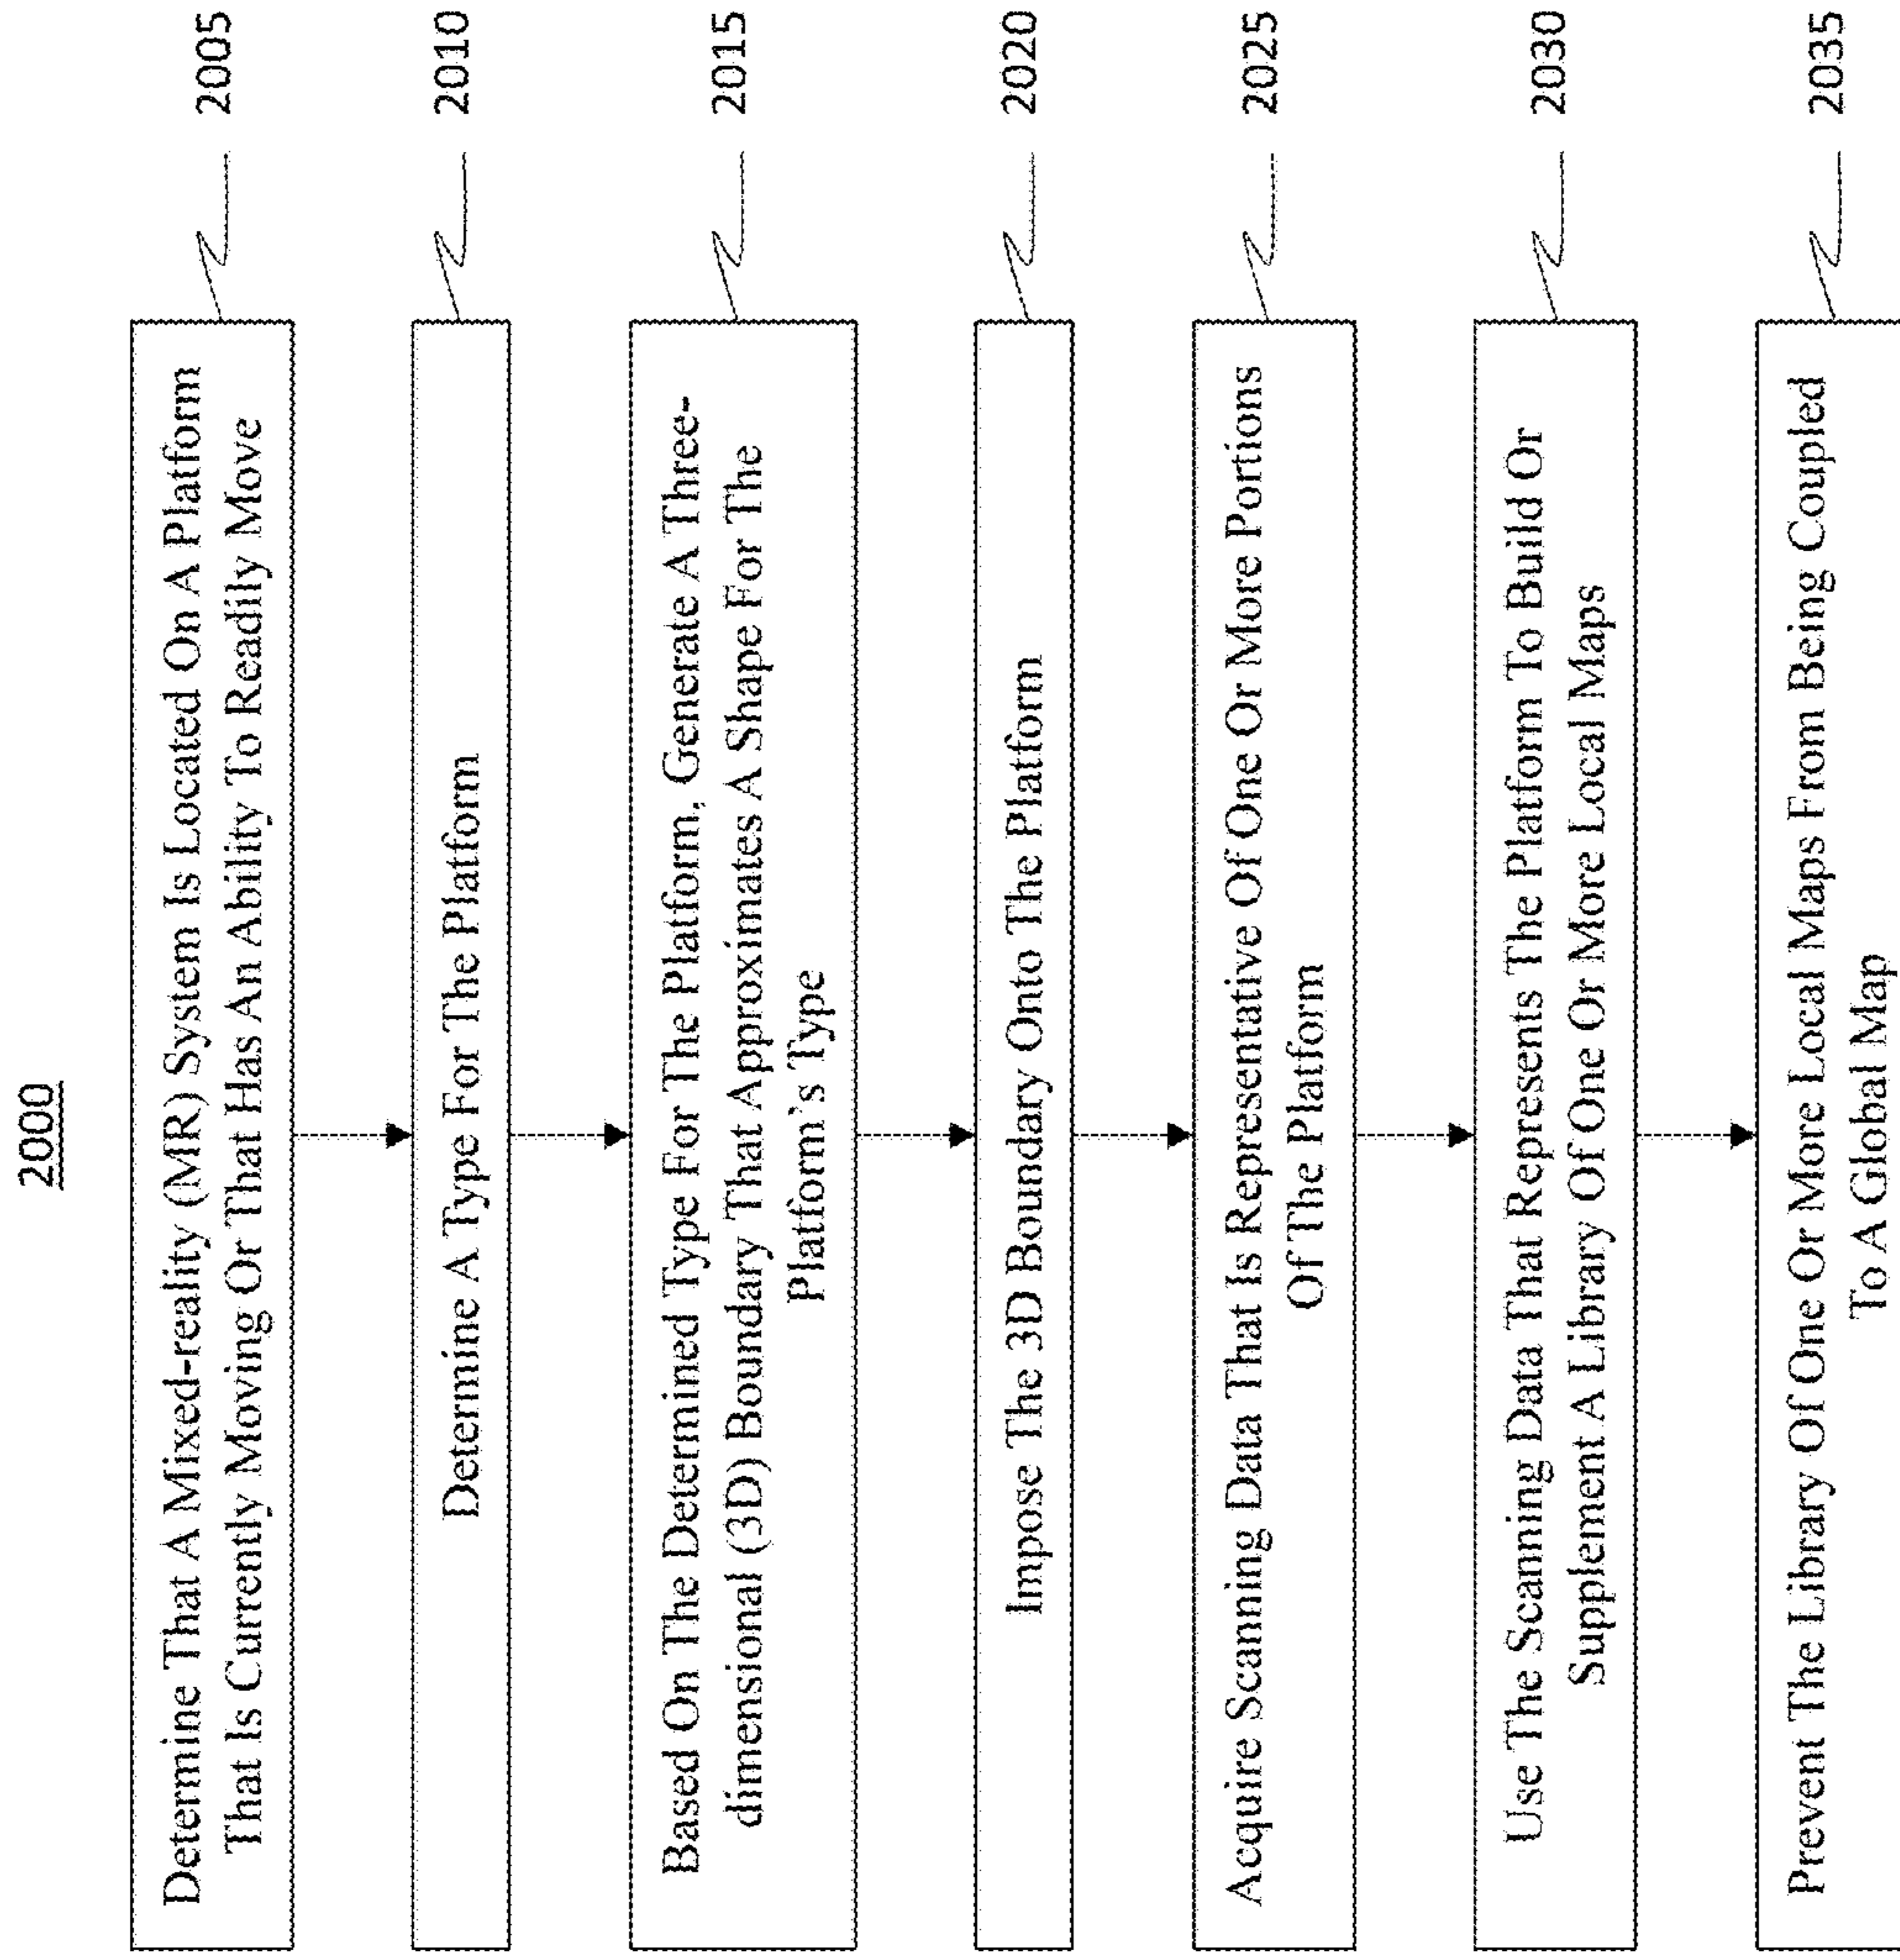 2000
Determine That A Mixed-reality (MR) System Is Located On A Platform
That Is Currently Moving Or That Has An Ability To Readily Move
2005
Determine A Type For The Platform
2010
Based On The Determined Type For The Platform, Generate A Three-
dimensional (3D) Boundary That Approximates A Shape For The
Platform's Type
2015
Impose The 3D Boundary Onto The Platform
2020
Acquire Scanning Data That Is Representative Of One Or More Portions
Of The Platform
2025
Use The Scanning Data That Represents The Platform To Build Or
Supplement A Library Of One Or More Local Maps
2030
Prevent The Library Of One Or More Local Maps From Being Coupled
To A Global Map
2035